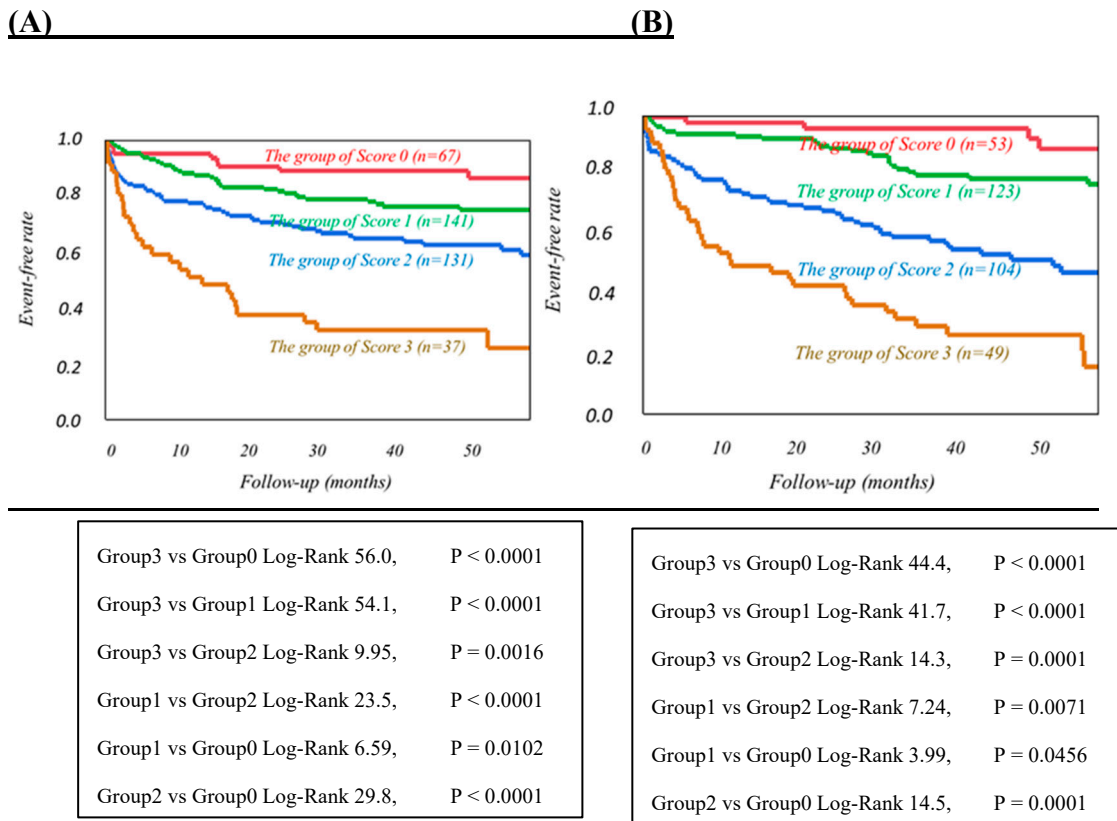 (A)
(B)
1.0
0.8
0.6
0.4
0.2
0.0
Event-free rate
The group of Score 0 (n=67)
The group of Score 1 (n=141)
The group of Score 2 (n=131)
The group of Score 3 (n=37)
0 10 20 30 40 50
Follow-up (months)
1.0
0.8
0.6
0.4
0.2
0.0
Event-free rate
The group of Score 0 (n=53)
The group of Score 1 (n=123)
The group of Score 2 (n=104)
The group of Score 3 (n=49)
0 10 20 30 40 50
Follow-up (months)
Group3 vs Group0 Log-Rank 56.0, P < 0.0001
Group3 vs Group1 Log-Rank 54.1, P < 0.0001
Group3 vs Group2 Log-Rank 9.95, P = 0.0016
Group1 vs Group2 Log-Rank 23.5, P < 0.0001
Group1 vs Group0 Log-Rank 6.59, P = 0.0102
Group2 vs Group0 Log-Rank 29.8, P < 0.0001
Group3 vs Group0 Log-Rank 44.4, P < 0.0001
Group3 vs Group1 Log-Rank 41.7, P < 0.0001
Group3 vs Group2 Log-Rank 14.3, P = 0.0001
Group1 vs Group2 Log-Rank 7.24, P = 0.0071
Group1 vs Group0 Log-Rank 3.99, P = 0.0456
Group2 vs Group0 Log-Rank 14.5, P = 0.0001